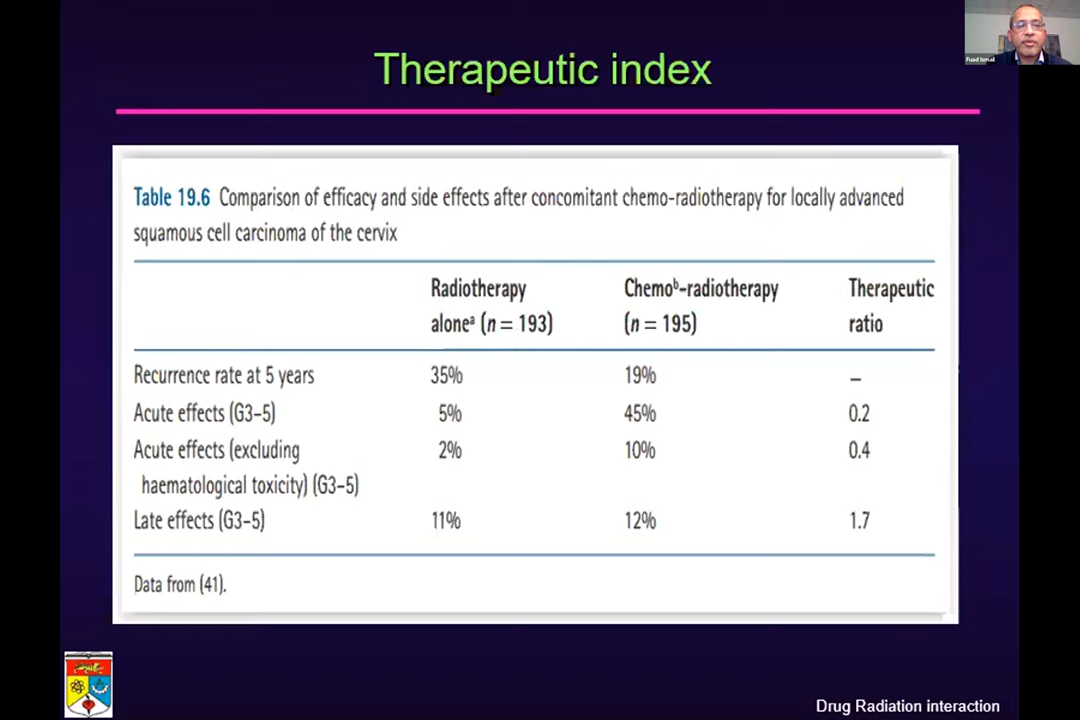 Therapeutic index
Fuad Ismail
Table 19.6 Comparison of efficacy and side effects after concomitant chemo-radiotherapy for locally advanced
squamous cell carcinoma of the cervix
Radiotherapy Chemoᵇ-radiotherapy Therapeutic
aloneᵃ (n = 193) (n = 195) ratio
Recurrence rate at 5 years 35% 19% –
Acute effects (G3–5) 5% 45% 0.2
Acute effects (excluding 2% 10% 0.4
haematological toxicity) (G3–5)
Late effects (G3–5) 11% 12% 1.7
Data from (41).
Drug Radiation interaction